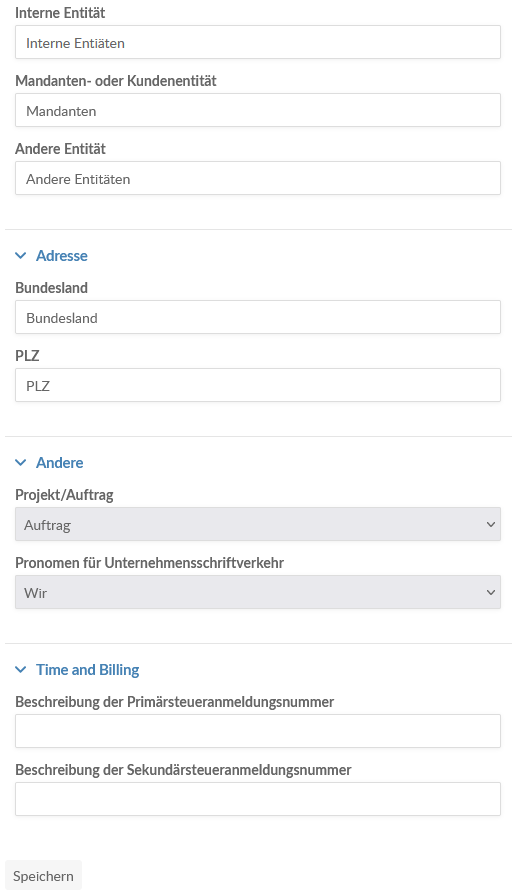 Interne Entität
Interne Entiäten
Mandanten- oder Kundenentität
Mandanten
Andere Entität
Andere Entitäten
Adresse
Bundesland
Bundesland
PLZ
PLZ
Andere
Projekt/Auftrag
Auftrag
Pronomen für Unternehmensschriftverkehr
Wir
Time and Billing
Beschreibung der Primärsteueranmeldungsnummer
Beschreibung der Sekundärsteueranmeldungsnummer
Speichern